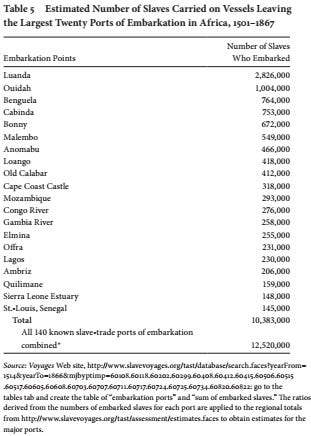 Table 5 Estimated Number of Slaves Carried on Vessels Leaving
the Largest Twenty Ports of Embarkation in Africa, 1501–1867
Number of Slaves
Embarkation Points Who Embarked
Luanda 2,826,000
Ouidah 1,004,000
Benguela 764,000
Cabinda 753,000
Bonny 672,000
Malembo 549,000
Anomabu 466,000
Loango 418,000
Old Calabar 412,000
Cape Coast Castle 318,000
Mozambique 293,000
Congo River 276,000
Gambia River 258,000
Elmina 255,000
Offra 231,000
Lagos 230,000
Ambriz 206,000
Quilimane 159,000
Sierra Leone Estuary 148,000
St.-Louis, Senegal 145,000
Total 10,383,000
All 140 known slave-trade ports of embarkation
combined* 12,520,000
Source: Voyages Web site, http://www.slavevoyages.org/tast/database/search.faces?yearFrom=
1514&yearTo=1866&mjbyptimp=60108.60118.60202.60299.60408.60412.60415.60506.60515
.60517.60605.60608.60703.60707.60711.60717.60724.60725.60734.60820.60822: go to the
tables tab and create the table of "embarkation ports" and "sum of embarked slaves." The ratios
derived from the numbers of embarked slaves for each port are applied to the regional totals
from http://www.slavevoyages.org/tast/assessment/estimates.faces to obtain estimates for the
major ports.